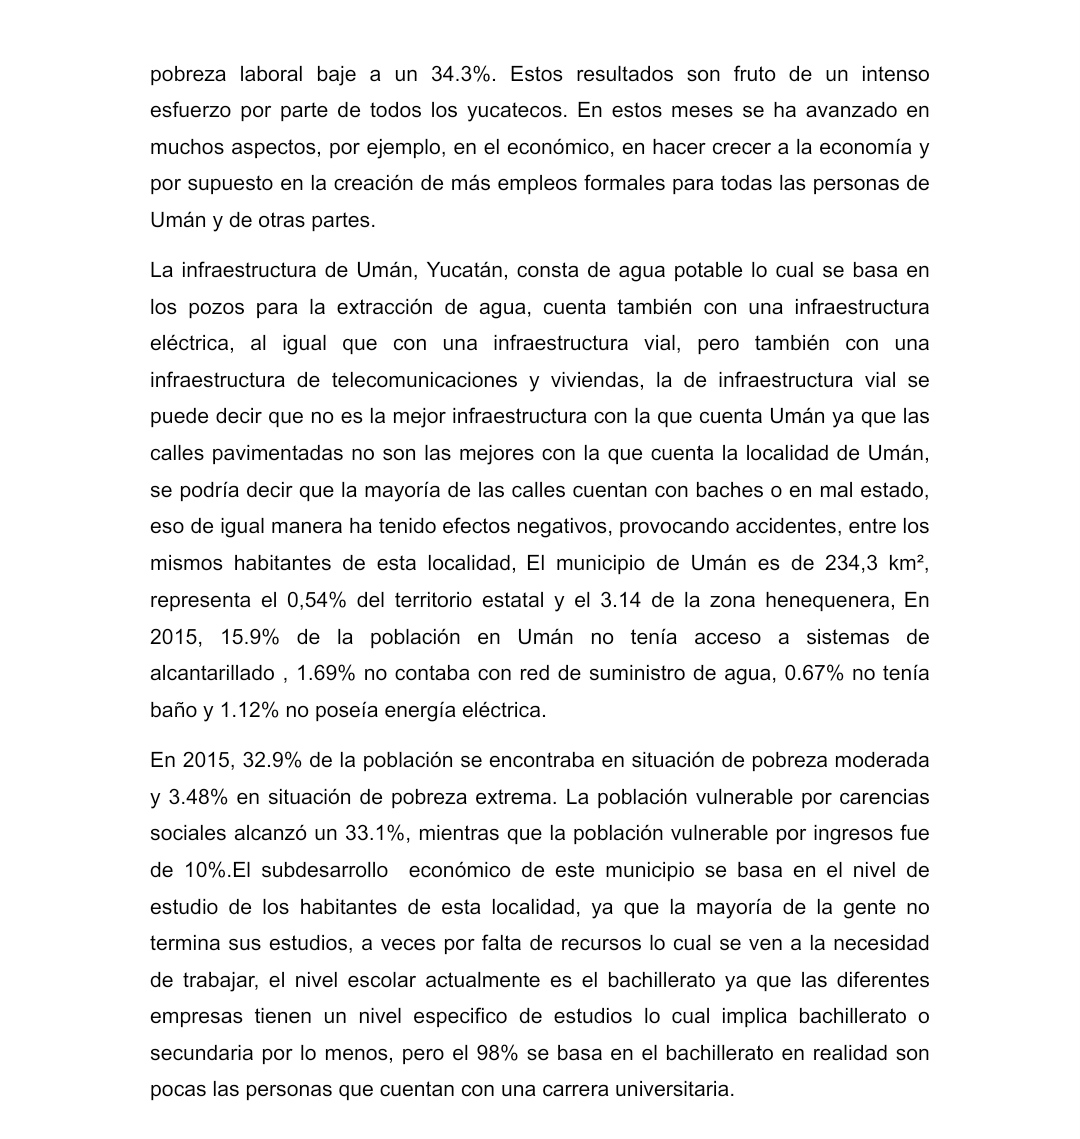 pobreza laboral baje a un 34.3%. Estos resultados son fruto de un intenso
esfuerzo por parte de todos los yucatecos. En estos meses se ha avanzado en
muchos aspectos, por ejemplo, en el económico, en hacer crecer a la economía y
por supuesto en la creación de más empleos formales para todas las personas de
Umán y de otras partes.
La infraestructura de Umán, Yucatán, consta de agua potable lo cual se basa en
los pozos para la extracción de agua, cuenta también con una infraestructura
eléctrica, al igual que con una infraestructura vial, pero también con una
infraestructura de telecomunicaciones y viviendas, la de infraestructura vial se
puede decir que no es la mejor infraestructura con la que cuenta Umán ya que las
calles pavimentadas no son las mejores con la que cuenta la localidad de Umán,
se podría decir que la mayoría de las calles cuentan con baches o en mal estado,
eso de igual manera ha tenido efectos negativos, provocando accidentes, entre los
mismos habitantes de esta localidad, El municipio de Umán es de 234,3 km²,
representa el 0,54% del territorio estatal y el 3.14 de la zona henequenera, En
2015, 15.9% de la población en Umán no tenía acceso a sistemas de
alcantarillado , 1.69% no contaba con red de suministro de agua, 0.67% no tenía
baño y 1.12% no poseía energía eléctrica.
En 2015, 32.9% de la población se encontraba en situación de pobreza moderada
y 3.48% en situación de pobreza extrema. La población vulnerable por carencias
sociales alcanzó un 33.1%, mientras que la población vulnerable por ingresos fue
de 10%.El subdesarrollo  económico de este municipio se basa en el nivel de
estudio de los habitantes de esta localidad, ya que la mayoría de la gente no
termina sus estudios, a veces por falta de recursos lo cual se ven a la necesidad
de trabajar, el nivel escolar actualmente es el bachillerato ya que las diferentes
empresas tienen un nivel especifico de estudios lo cual implica bachillerato o
secundaria por lo menos, pero el 98% se basa en el bachillerato en realidad son
pocas las personas que cuentan con una carrera universitaria.